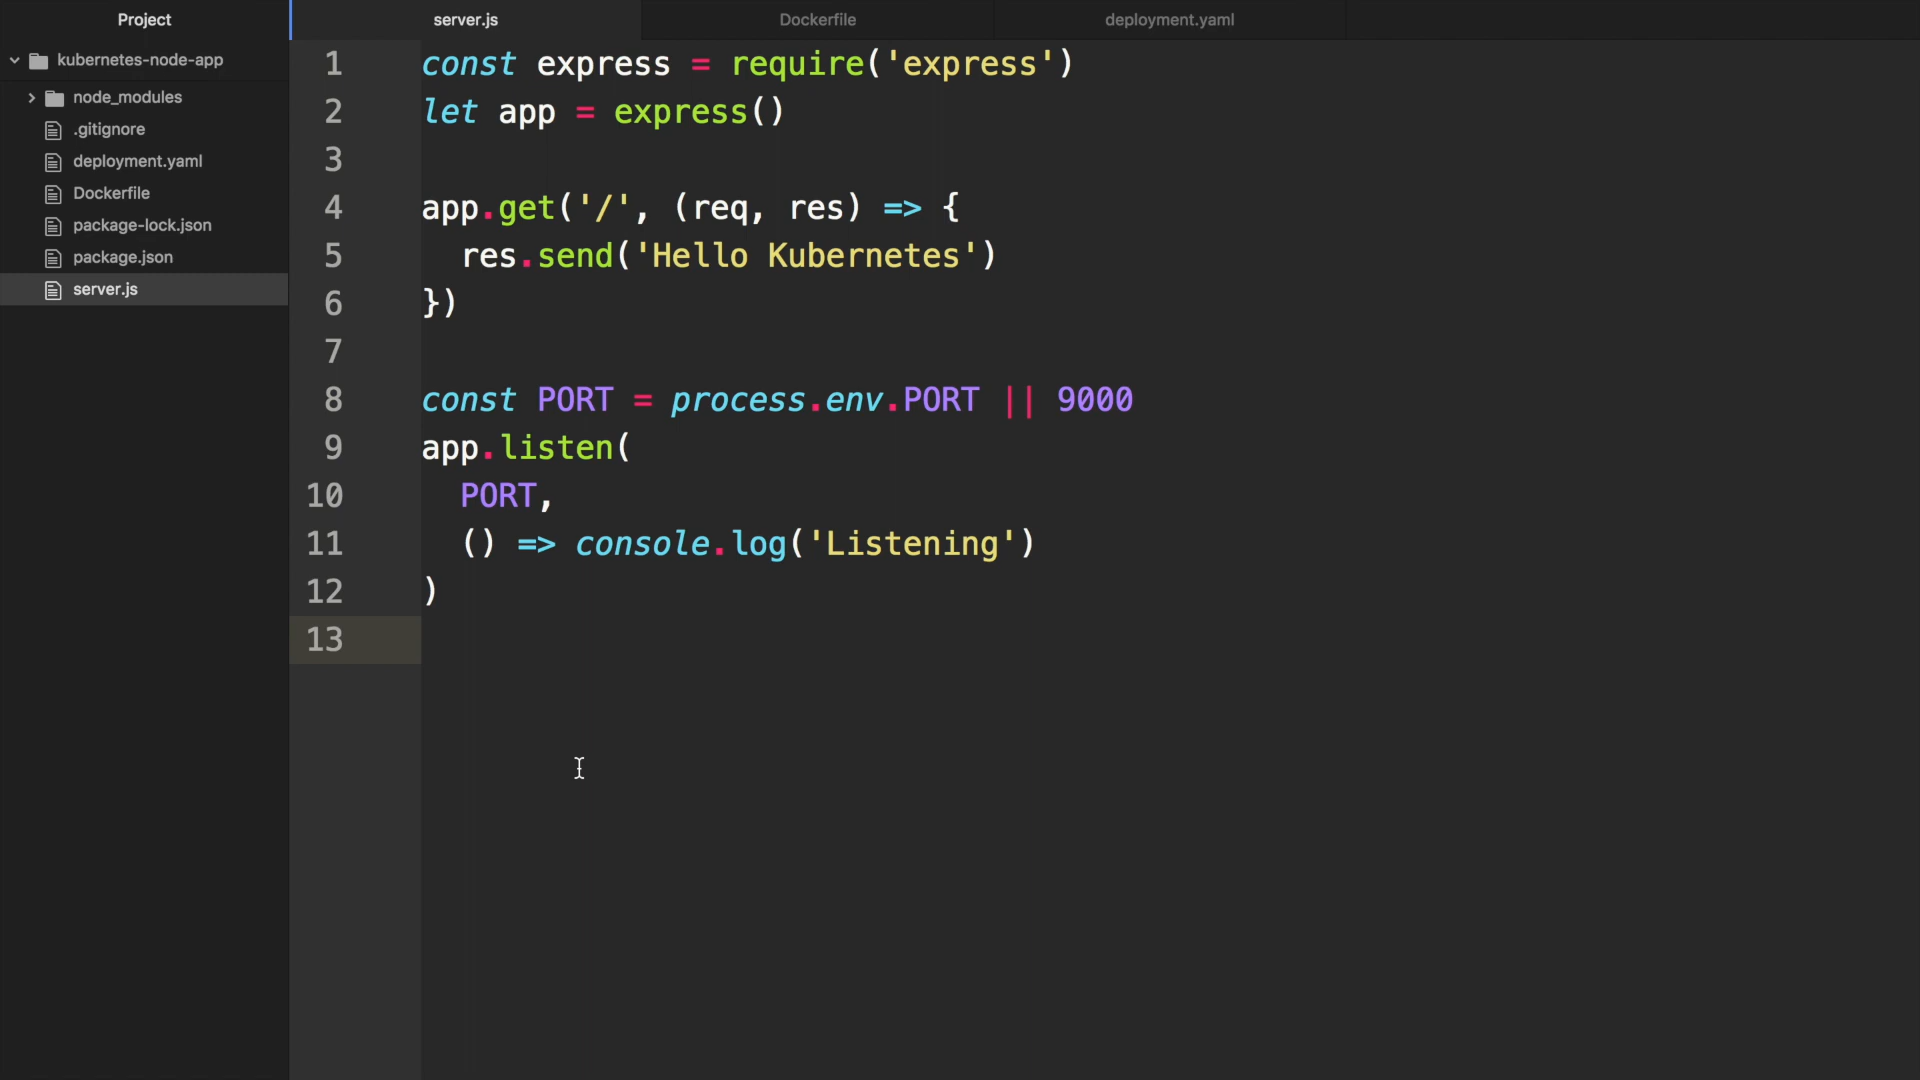 Project
kubernetes-node-app
node_modules
.gitignore
deployment.yaml
Dockerfile
package-lock.json
package.json
server.js
server.js
Dockerfile
deployment.yaml
1 const express = require('express')
2 let app = express()
3
4 app.get('/', (req, res) => {
5   res.send('Hello Kubernetes')
6 })
7
8 const PORT = process.env.PORT || 9000
9 app.listen(
10   PORT,
11   () => console.log('Listening')
12 )
13